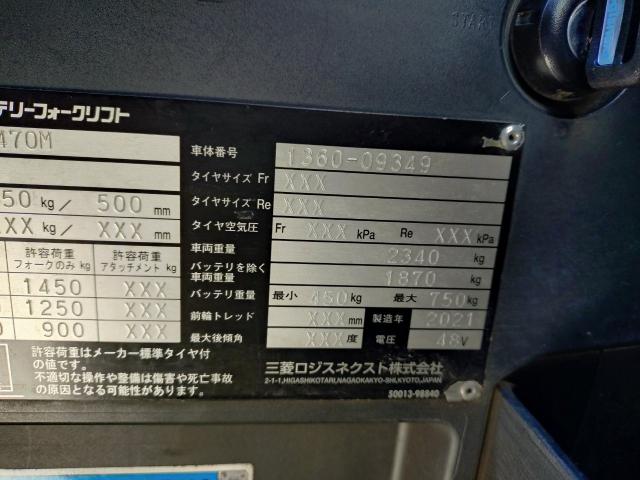 START
テリーフォークリフト
470M
車体番号 1360-09349
タイヤサイズ Fr XXX
タイヤサイズ Re XXX
50 kg/ 500 mm
XX kg/ XXX mm
タイヤ空気圧 Fr XXX kPa Re XXX kPa
車両重量 2340 kg
バッテリを除く車両重量 1870 kg
許容荷重 フォークのみ kg
許容荷重 アタッチメント kg
1450 XXX
1250 XXX
900 XXX
バッテリ重量 最小 450kg 最大 750kg
前輪トレッド XXX mm 製造年 2021
最大後傾角 XXX 度 電圧 48V
許容荷重はメーカー標準タイヤ付
の値です。
不適切な操作や整備は傷害や死亡事故
の原因となる可能性があります。
三菱ロジスネクスト株式会社
2-1-1,HIGASHIKOTARI,NAGAOKAKYO-SHI,KYOTO,JAPAN
S0013-98840